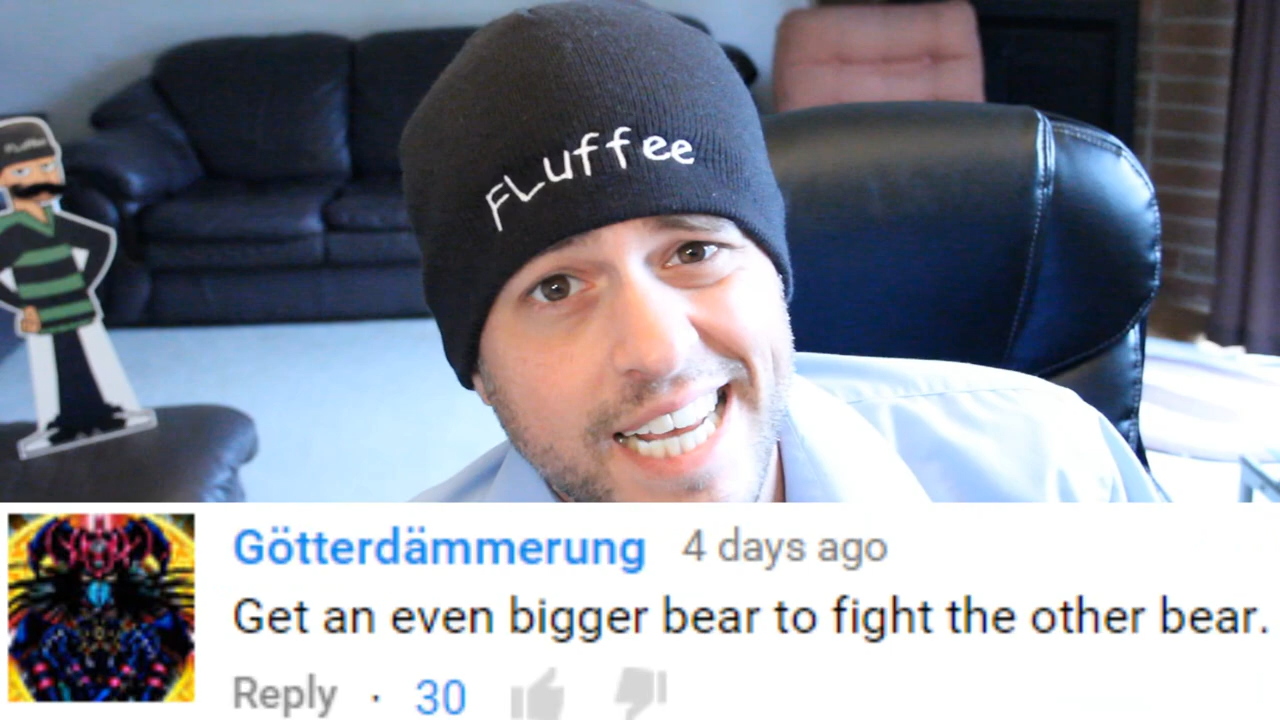 FLuffee
Götterdämmerung 4 days ago
Get an even bigger bear to fight the other bear.
Reply · 30